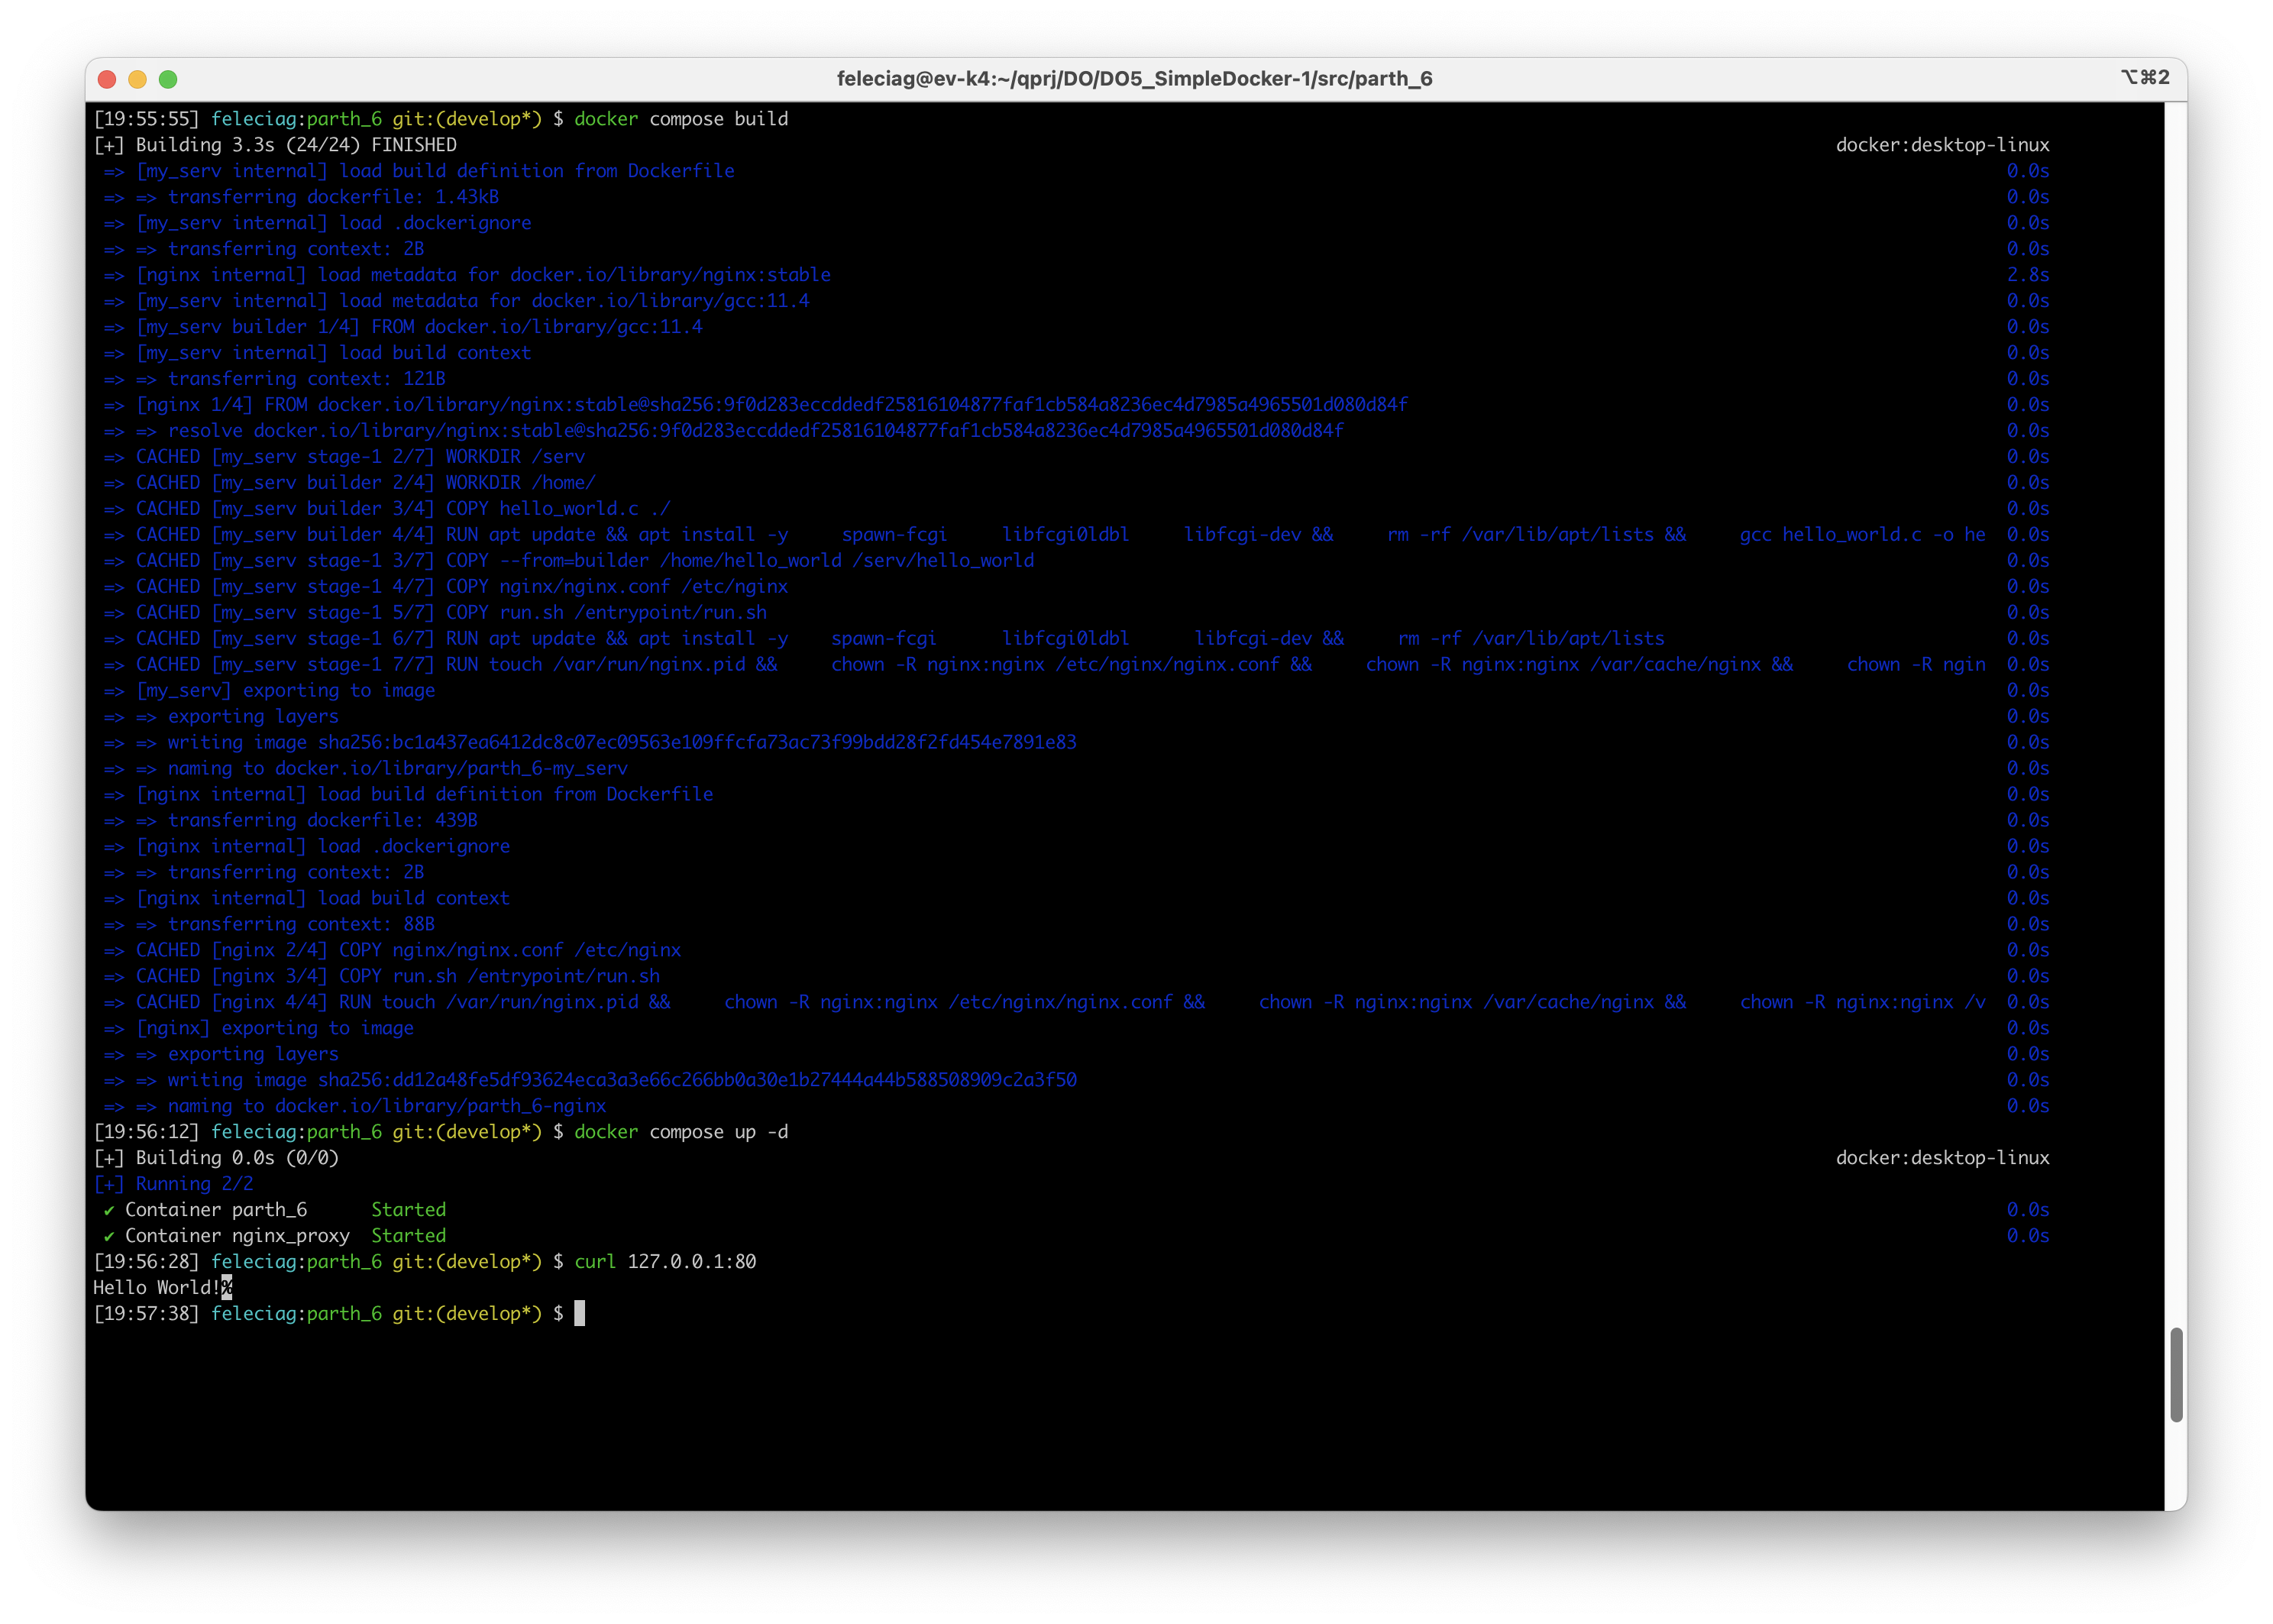 feleciag@ev-k4:~/qprj/DO/DO5_SimpleDocker-1/src/parth_6 ⌥⌘2
[19:55:55] feleciag:parth_6 git:(develop*) $ docker compose build
[+] Building 3.3s (24/24) FINISHED docker:desktop-linux
=> [my_serv internal] load build definition from Dockerfile 0.0s
=> => transferring dockerfile: 1.43kB 0.0s
=> [my_serv internal] load .dockerignore 0.0s
=> => transferring context: 2B 0.0s
=> [nginx internal] load metadata for docker.io/library/nginx:stable 2.8s
=> [my_serv internal] load metadata for docker.io/library/gcc:11.4 0.0s
=> [my_serv builder 1/4] FROM docker.io/library/gcc:11.4 0.0s
=> [my_serv internal] load build context 0.0s
=> => transferring context: 121B 0.0s
=> [nginx 1/4] FROM docker.io/library/nginx:stable@sha256:9f0d283eccddedf25816104877faf1cb584a8236ec4d7985a4965501d080d84f 0.0s
=> => resolve docker.io/library/nginx:stable@sha256:9f0d283eccddedf25816104877faf1cb584a8236ec4d7985a4965501d080d84f 0.0s
=> CACHED [my_serv stage-1 2/7] WORKDIR /serv 0.0s
=> CACHED [my_serv builder 2/4] WORKDIR /home/ 0.0s
=> CACHED [my_serv builder 3/4] COPY hello_world.c ./ 0.0s
=> CACHED [my_serv builder 4/4] RUN apt update && apt install -y     spawn-fcgi     libfcgi0ldbl     libfcgi-dev &&     rm -rf /var/lib/apt/lists &&     gcc hello_world.c -o he 0.0s
=> CACHED [my_serv stage-1 3/7] COPY --from=builder /home/hello_world /serv/hello_world 0.0s
=> CACHED [my_serv stage-1 4/7] COPY nginx/nginx.conf /etc/nginx 0.0s
=> CACHED [my_serv stage-1 5/7] COPY run.sh /entrypoint/run.sh 0.0s
=> CACHED [my_serv stage-1 6/7] RUN apt update && apt install -y    spawn-fcgi      libfcgi0ldbl      libfcgi-dev &&     rm -rf /var/lib/apt/lists 0.0s
=> CACHED [my_serv stage-1 7/7] RUN touch /var/run/nginx.pid &&     chown -R nginx:nginx /etc/nginx/nginx.conf &&     chown -R nginx:nginx /var/cache/nginx &&     chown -R ngin 0.0s
=> [my_serv] exporting to image 0.0s
=> => exporting layers 0.0s
=> => writing image sha256:bc1a437ea6412dc8c07ec09563e109ffcfa73ac73f99bdd28f2fd454e7891e83 0.0s
=> => naming to docker.io/library/parth_6-my_serv 0.0s
=> [nginx internal] load build definition from Dockerfile 0.0s
=> => transferring dockerfile: 439B 0.0s
=> [nginx internal] load .dockerignore 0.0s
=> => transferring context: 2B 0.0s
=> [nginx internal] load build context 0.0s
=> => transferring context: 88B 0.0s
=> CACHED [nginx 2/4] COPY nginx/nginx.conf /etc/nginx 0.0s
=> CACHED [nginx 3/4] COPY run.sh /entrypoint/run.sh 0.0s
=> CACHED [nginx 4/4] RUN touch /var/run/nginx.pid &&     chown -R nginx:nginx /etc/nginx/nginx.conf &&     chown -R nginx:nginx /var/cache/nginx &&     chown -R nginx:nginx /v 0.0s
=> [nginx] exporting to image 0.0s
=> => exporting layers 0.0s
=> => writing image sha256:dd12a48fe5df93624eca3a3e66c266bb0a30e1b27444a44b588508909c2a3f50 0.0s
=> => naming to docker.io/library/parth_6-nginx 0.0s
[19:56:12] feleciag:parth_6 git:(develop*) $ docker compose up -d
[+] Building 0.0s (0/0) docker:desktop-linux
[+] Running 2/2
✔ Container parth_6 Started 0.0s
✔ Container nginx_proxy Started 0.0s
[19:56:28] feleciag:parth_6 git:(develop*) $ curl 127.0.0.1:80
Hello World!%
[19:57:38] feleciag:parth_6 git:(develop*) $